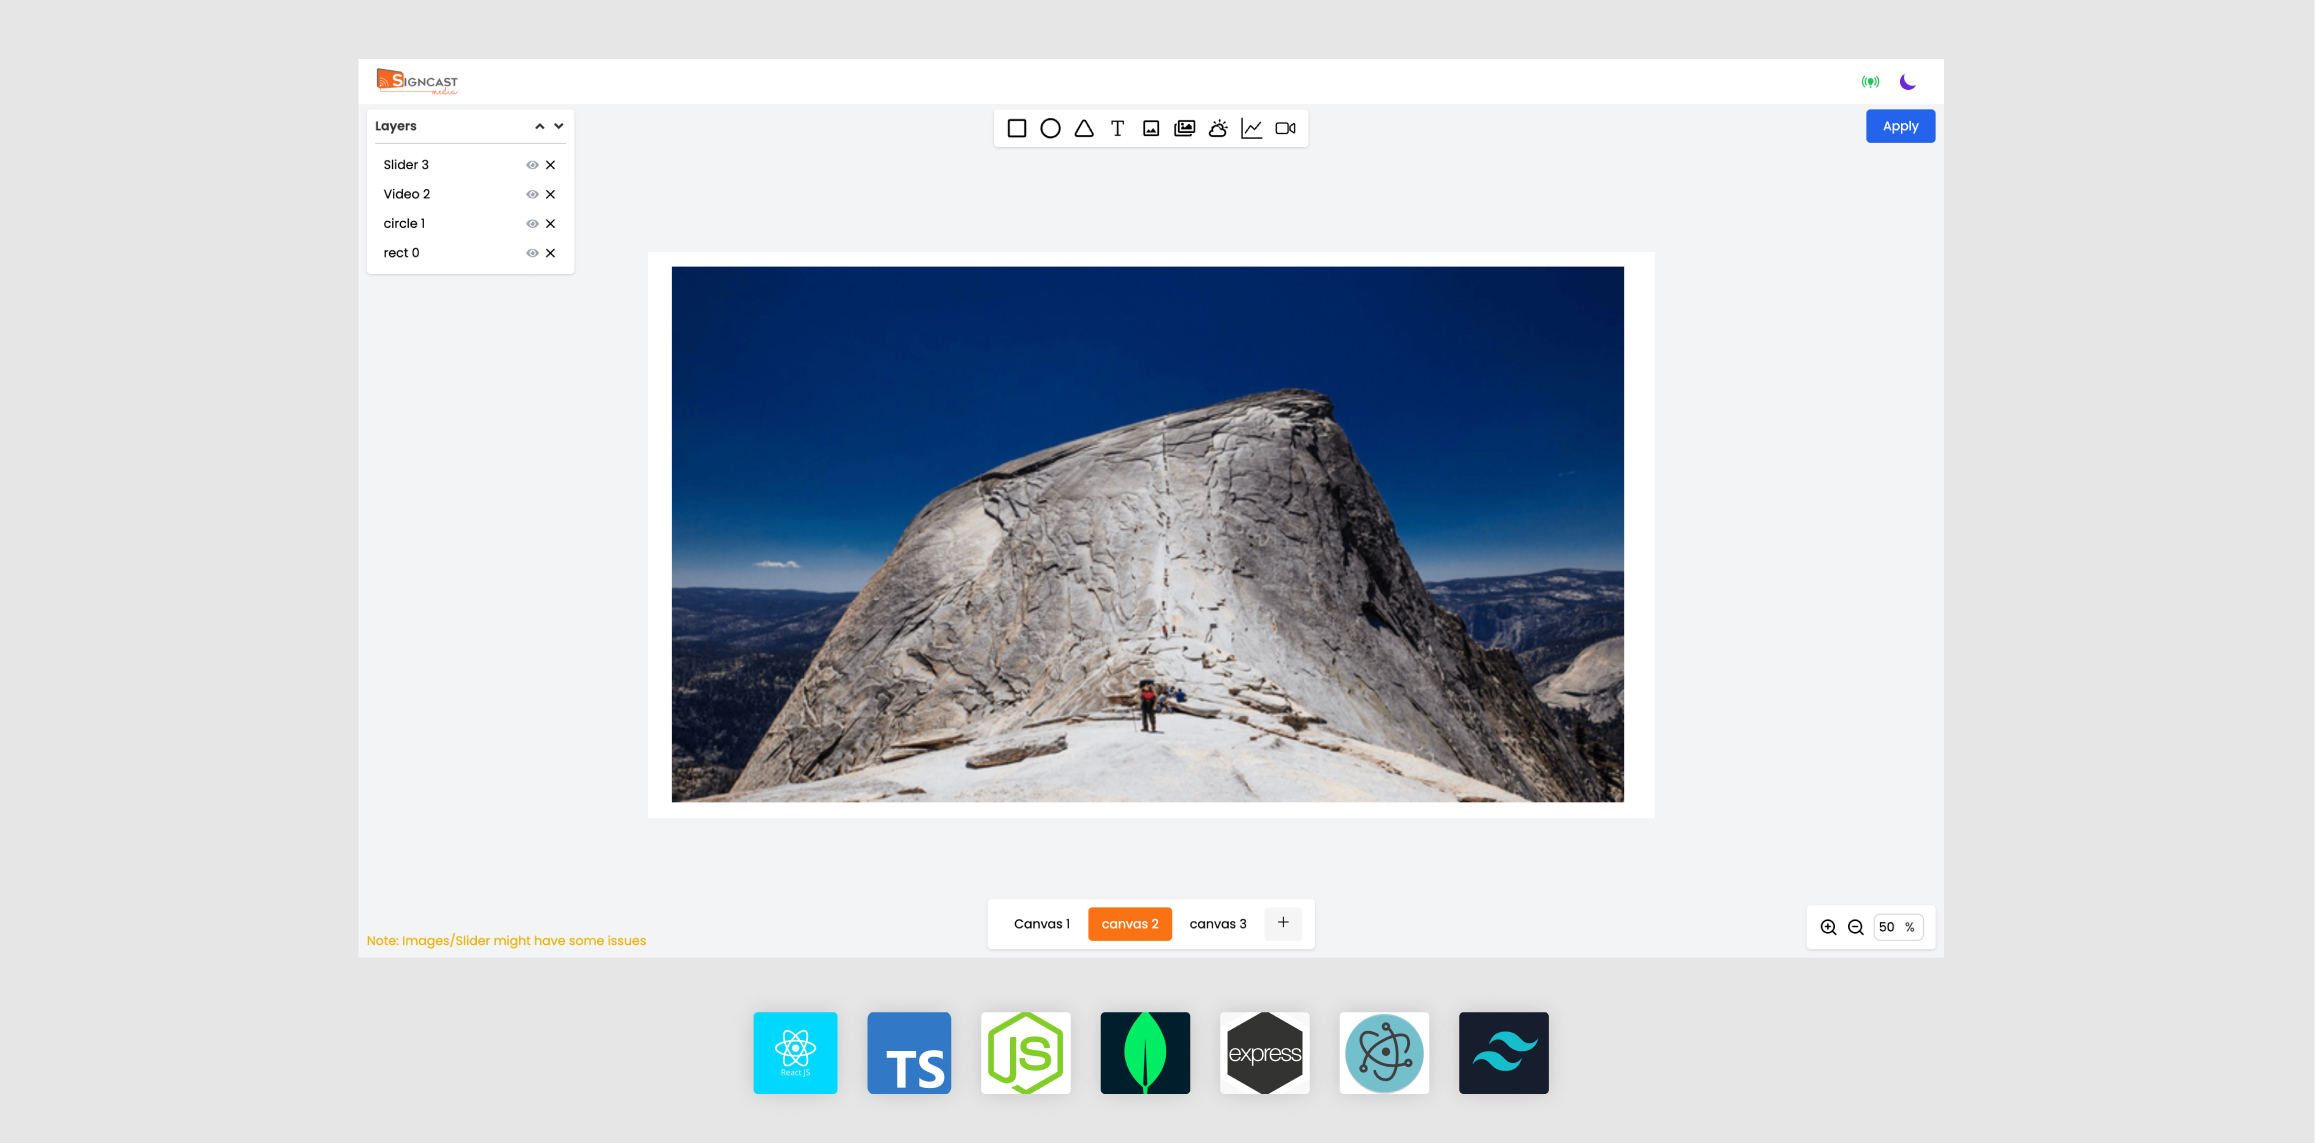 SIGNCAST
media
Layers
Apply
Slider 3
Video 2
circle 1
rect 0
T
Canvas 1
canvas 2
canvas 3
+
Note: Images/Slider might have some issues
50 %
React JS
TS
JS
express